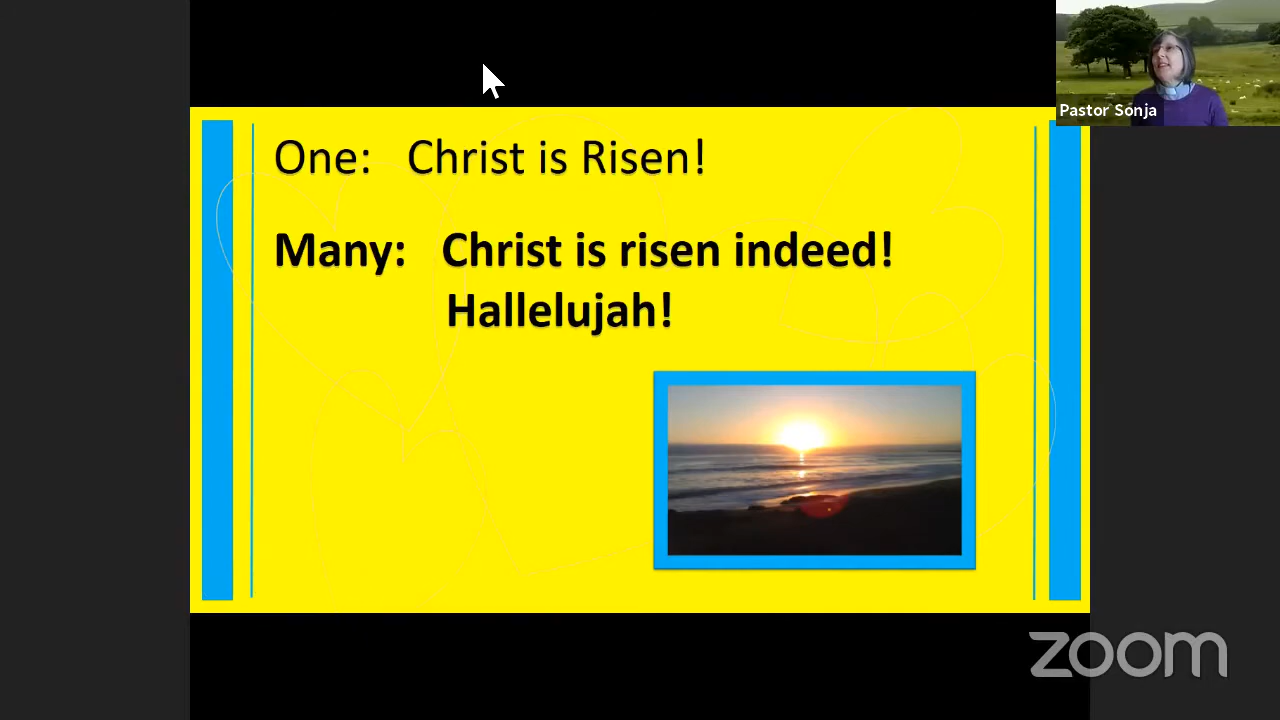 Pastor Sonja
One: Christ is Risen!
Many: Christ is risen indeed!
Hallelujah!
zoom